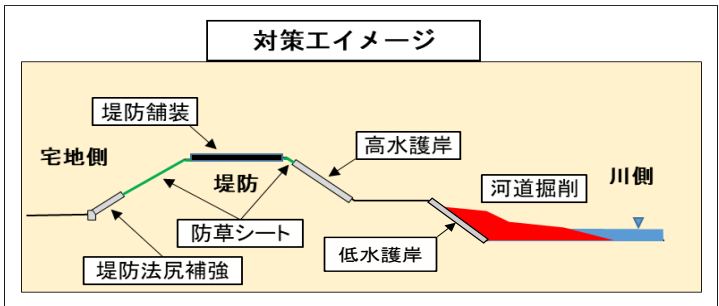 対策工イメージ
堤防舗装
宅地側
高水護岸
堤防
河道掘削
川側
防草シート
低水護岸
堤防法尻補強